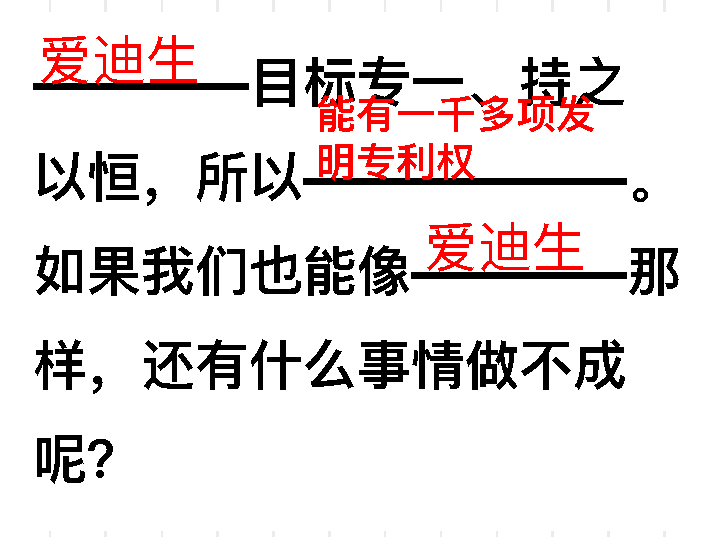 爱迪生目标专一、持之
能有一千多项发
明专利权
以恒，所以。
如果我们也能像爱迪生那
样，还有什么事情做不成
呢？